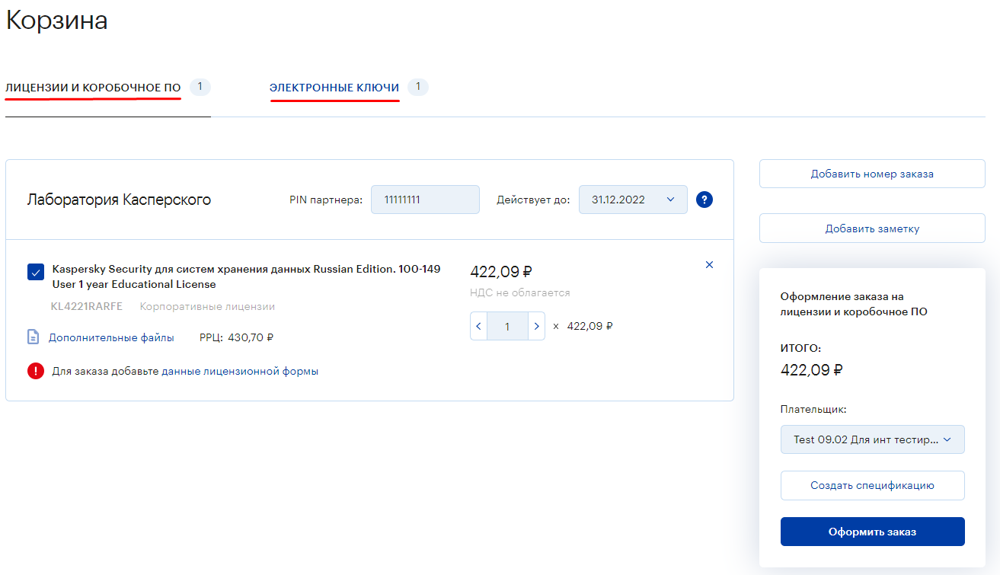 Корзина
ЛИЦЕНЗИИ И КОРОБОЧНОЕ ПО 1
ЭЛЕКТРОННЫЕ КЛЮЧИ 1
Лаборатория Касперского
PIN партнера: 11111111
Действует до: 31.12.2022
?
Kaspersky Security для систем хранения данных Russian Edition. 100-149
User 1 year Educational License
KL4221RARFE Корпоративные лицензии
Дополнительные файлы РРЦ: 430,70 ₽
! Для заказа добавьте данные лицензионной формы
422,09 ₽
НДС не облагается
1 x 422,09 ₽
Добавить номер заказа
Добавить заметку
Оформление заказа на
лицензии и коробочное ПО
ИТОГО:
422,09 ₽
Плательщик:
Test 09.02 Для инт тестир...
Создать спецификацию
Оформить заказ